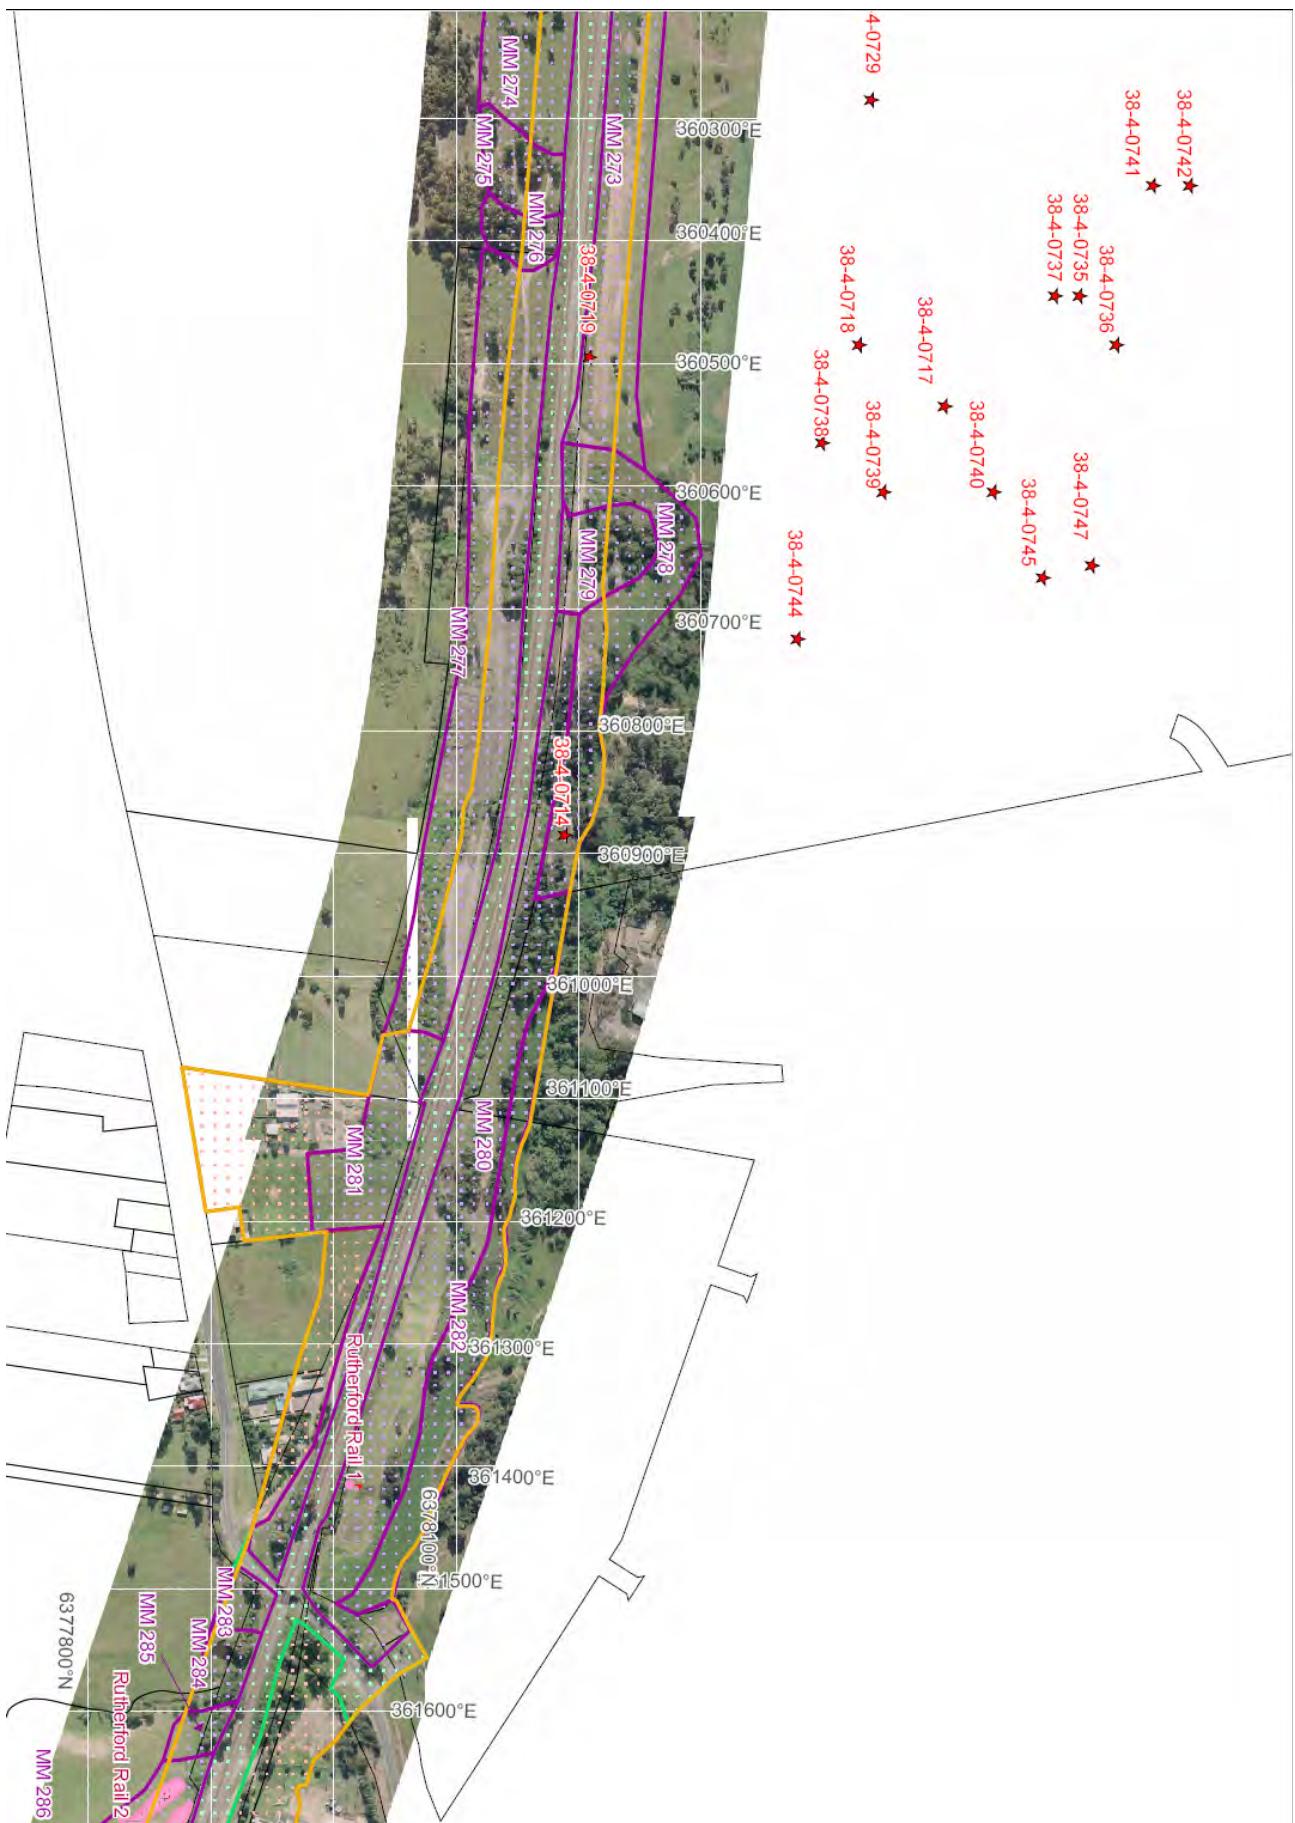 4-0729
38-4-0741
38-4-0742
MM 274
MM 275
MM 273
360300°E
38-4-0737
38-4-0735
38-4-0736
MM 276
360400°E
38-4-0719
38-4-0718
38-4-0717
360500°E
38-4-0738
38-4-0739
38-4-0740
38-4-0747
38-4-0745
360600°E
MM 278
MM 279
38-4-0744
360700°E
MM 277
360800°E
38-4-0714
360900°E
361000°E
361100°E
MM 280
MM 281
361200°E
MM 282
361300°E
Rutherford Rail 1
361400°E
6378100°N
1500°E
MM 283
MM 285
MM 284
6377800°N
Rutherford Rail 2
361600°E
MM 286